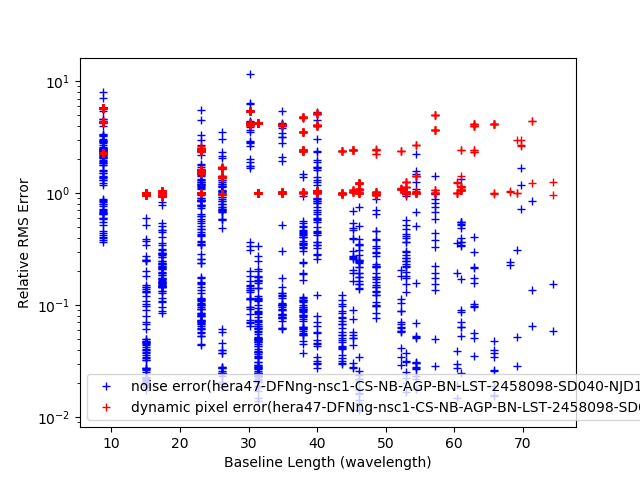 Relative RMS Error
10¹
10⁰
10⁻¹
10⁻²
noise error(hera47-DFNng-nsc1-CS-NB-AGP-BN-LST-2458098-SD040-NJD1
dynamic pixel error(hera47-DFNng-nsc1-CS-NB-AGP-BN-LST-2458098-SD0
10 20 30 40 50 60 70
Baseline Length (wavelength)